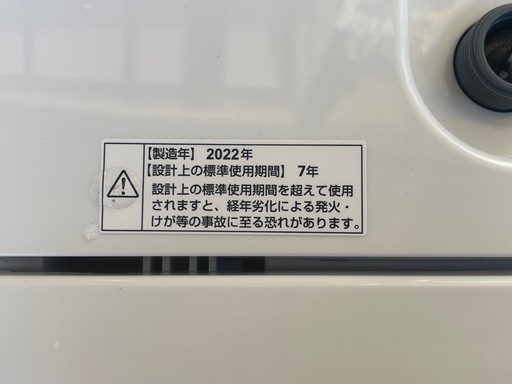 【製造年】 2022年
【設計上の標準使用期間】 7年
設計上の標準使用期間を超えて使用
されますと、経年劣化による発火・
けが等の事故に至る恐れがあります。